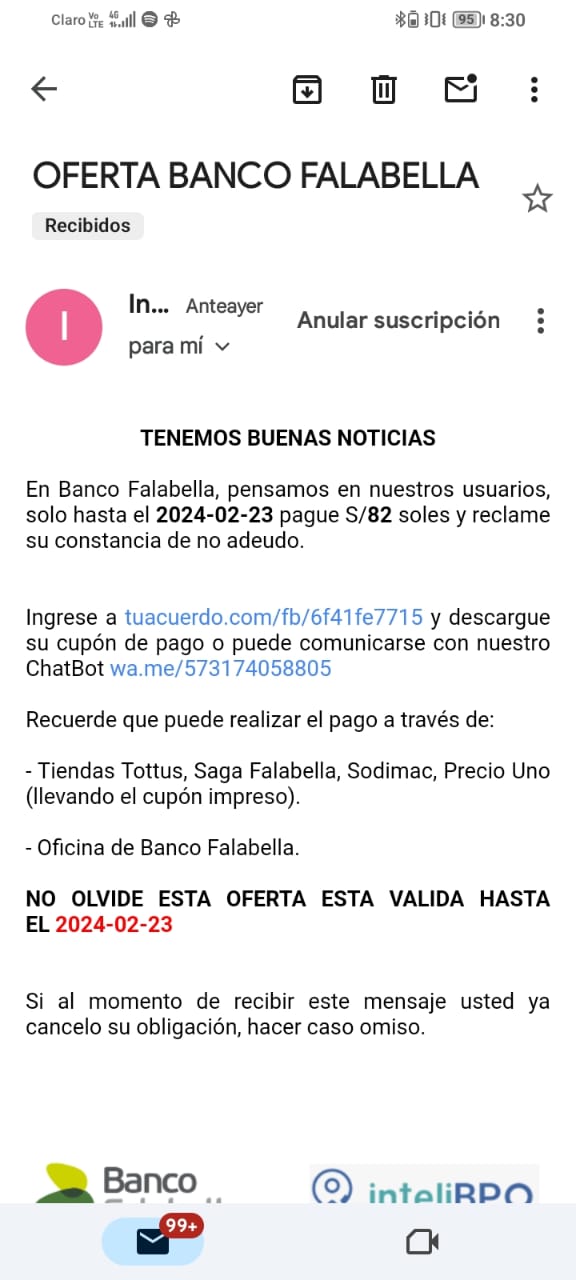 Claro Vo LTE 4G 95 8:30
OFERTA BANCO FALABELLA
Recibidos
I
In... Anteayer
Anular suscripción
para mí
TENEMOS BUENAS NOTICIAS
En Banco Falabella, pensamos en nuestros usuarios,
solo hasta el 2024-02-23 pague S/82 soles y reclame
su constancia de no adeudo.
Ingrese a tuacuerdo.com/fb/6f41fe7715 y descargue
su cupón de pago o puede comunicarse con nuestro
ChatBot wa.me/573174058805
Recuerde que puede realizar el pago a través de:
- Tiendas Tottus, Saga Falabella, Sodimac, Precio Uno
(llevando el cupón impreso).
- Oficina de Banco Falabella.
NO OLVIDE ESTA OFERTA ESTA VALIDA HASTA
EL 2024-02-23
Si al momento de recibir este mensaje usted ya
cancelo su obligación, hacer caso omiso.
Banco
inteliBPO
99+